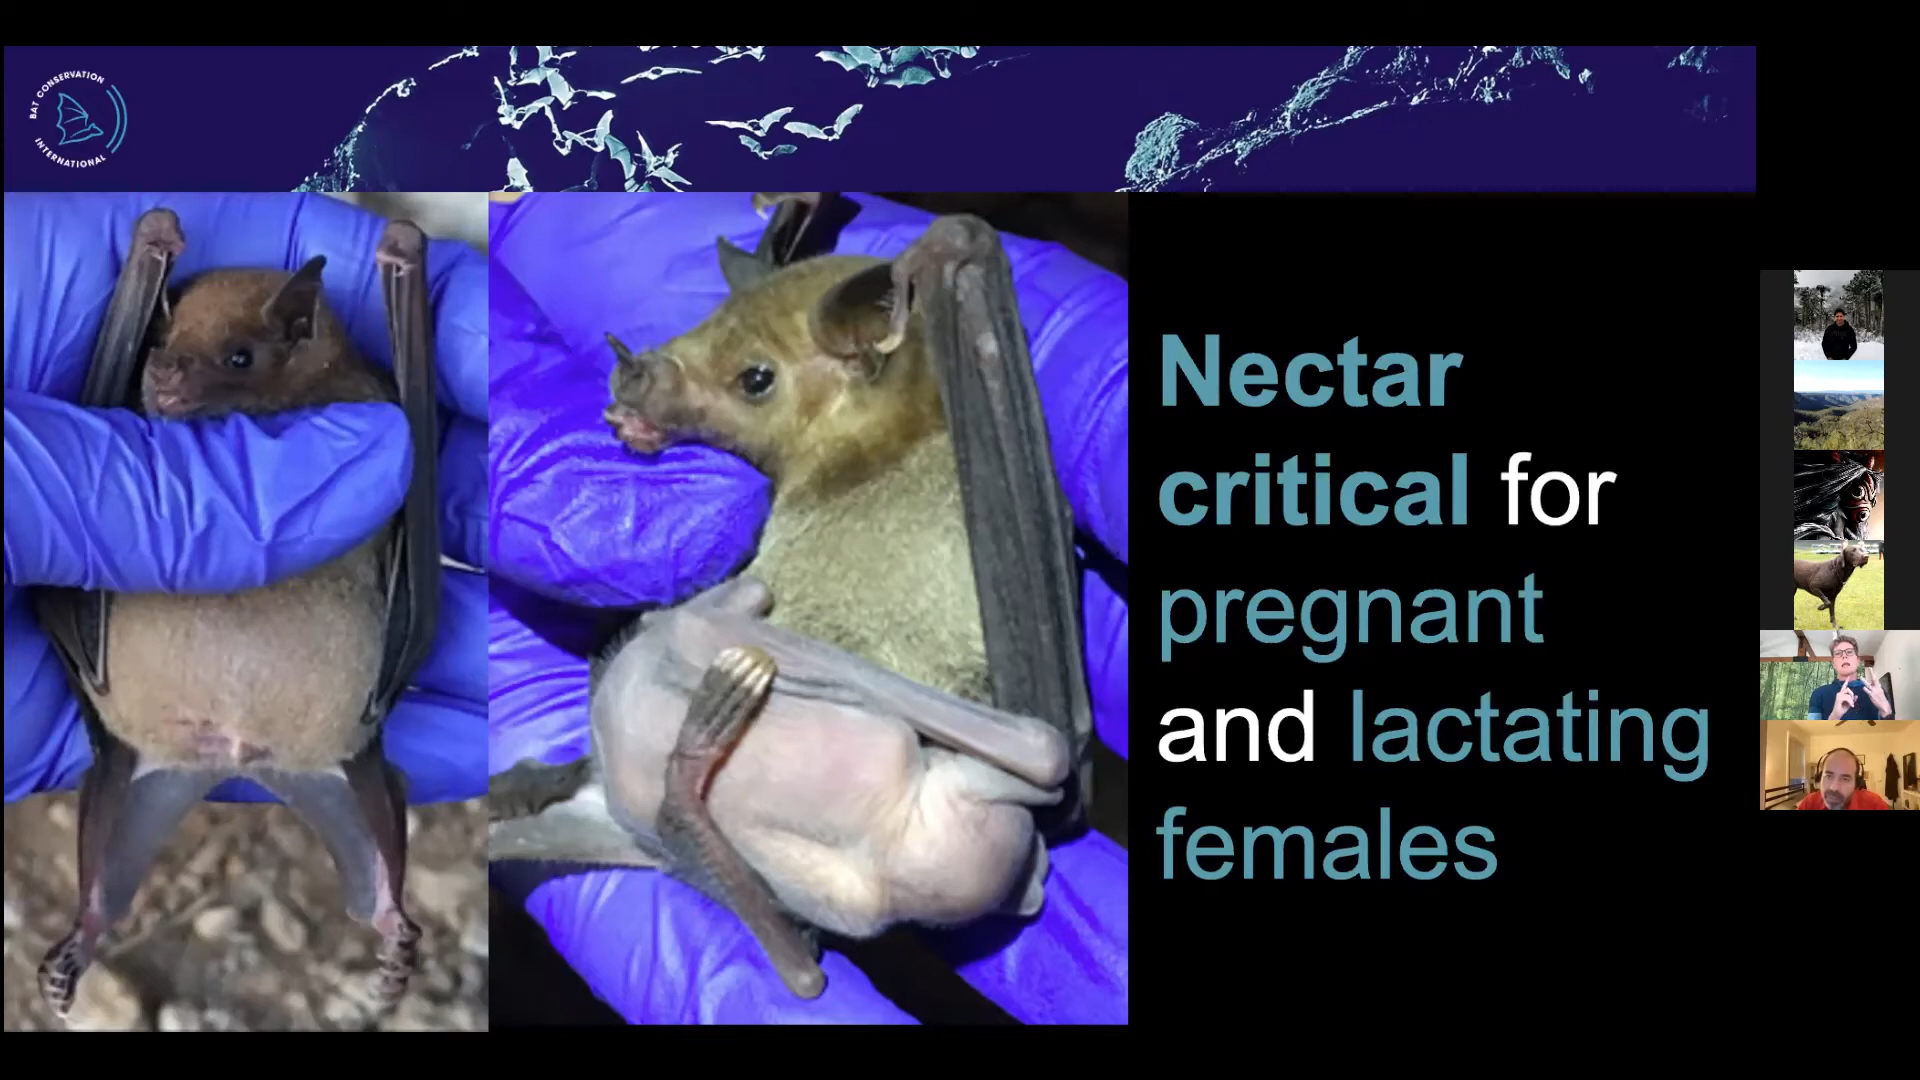 BAT CONSERVATION
INTERNATIONAL
Nectar
critical for
pregnant
and lactating
females